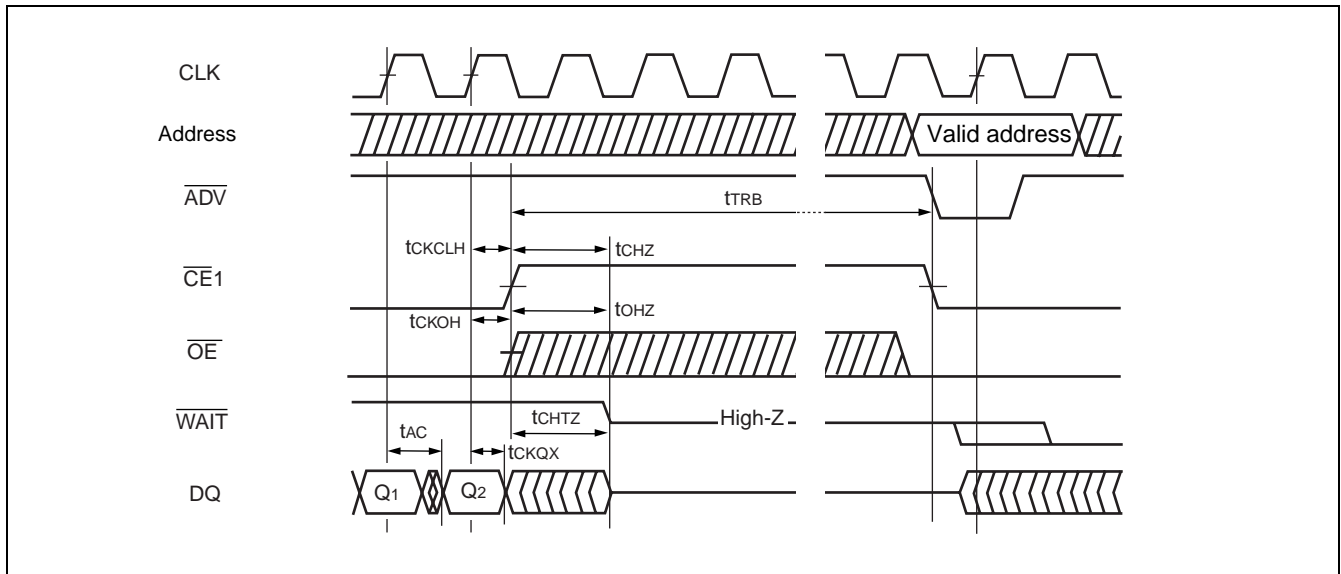 CLK
Address
Valid address
ADV
tTRB
tCKCLH
tCHZ
CE1
tCKOH
tOHZ
OE
WAIT
tCHTZ
High-Z
tAC
tCKQX
DQ
Q1
Q2